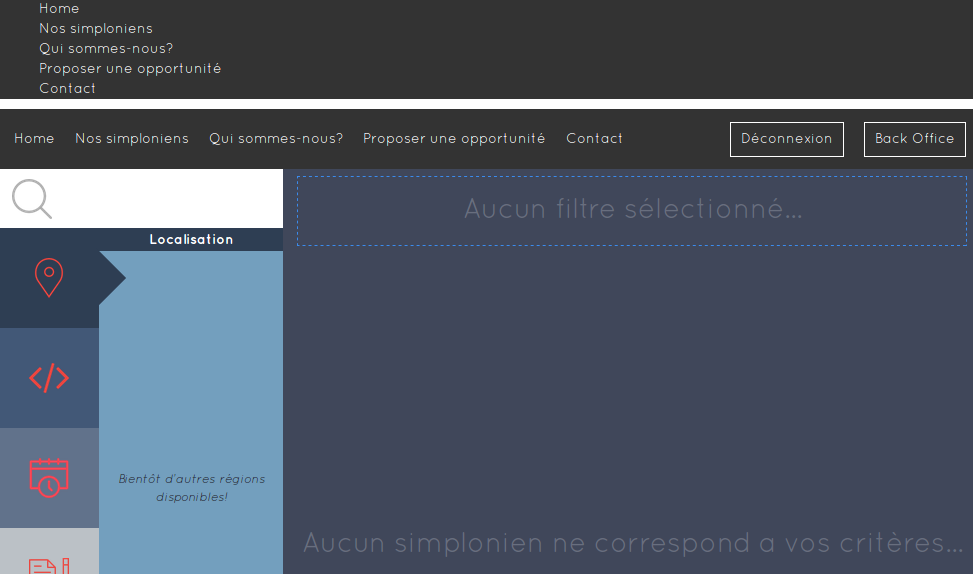 Home
Nos simploniens
Qui sommes-nous?
Proposer une opportunité
Contact
Home Nos simploniens Qui sommes-nous? Proposer une opportunité Contact Déconnexion Back Office
Aucun filtre sélectionné...
Localisation
Bientôt d'autres régions
disponibles!
Aucun simplonien ne correspond a vos critères...